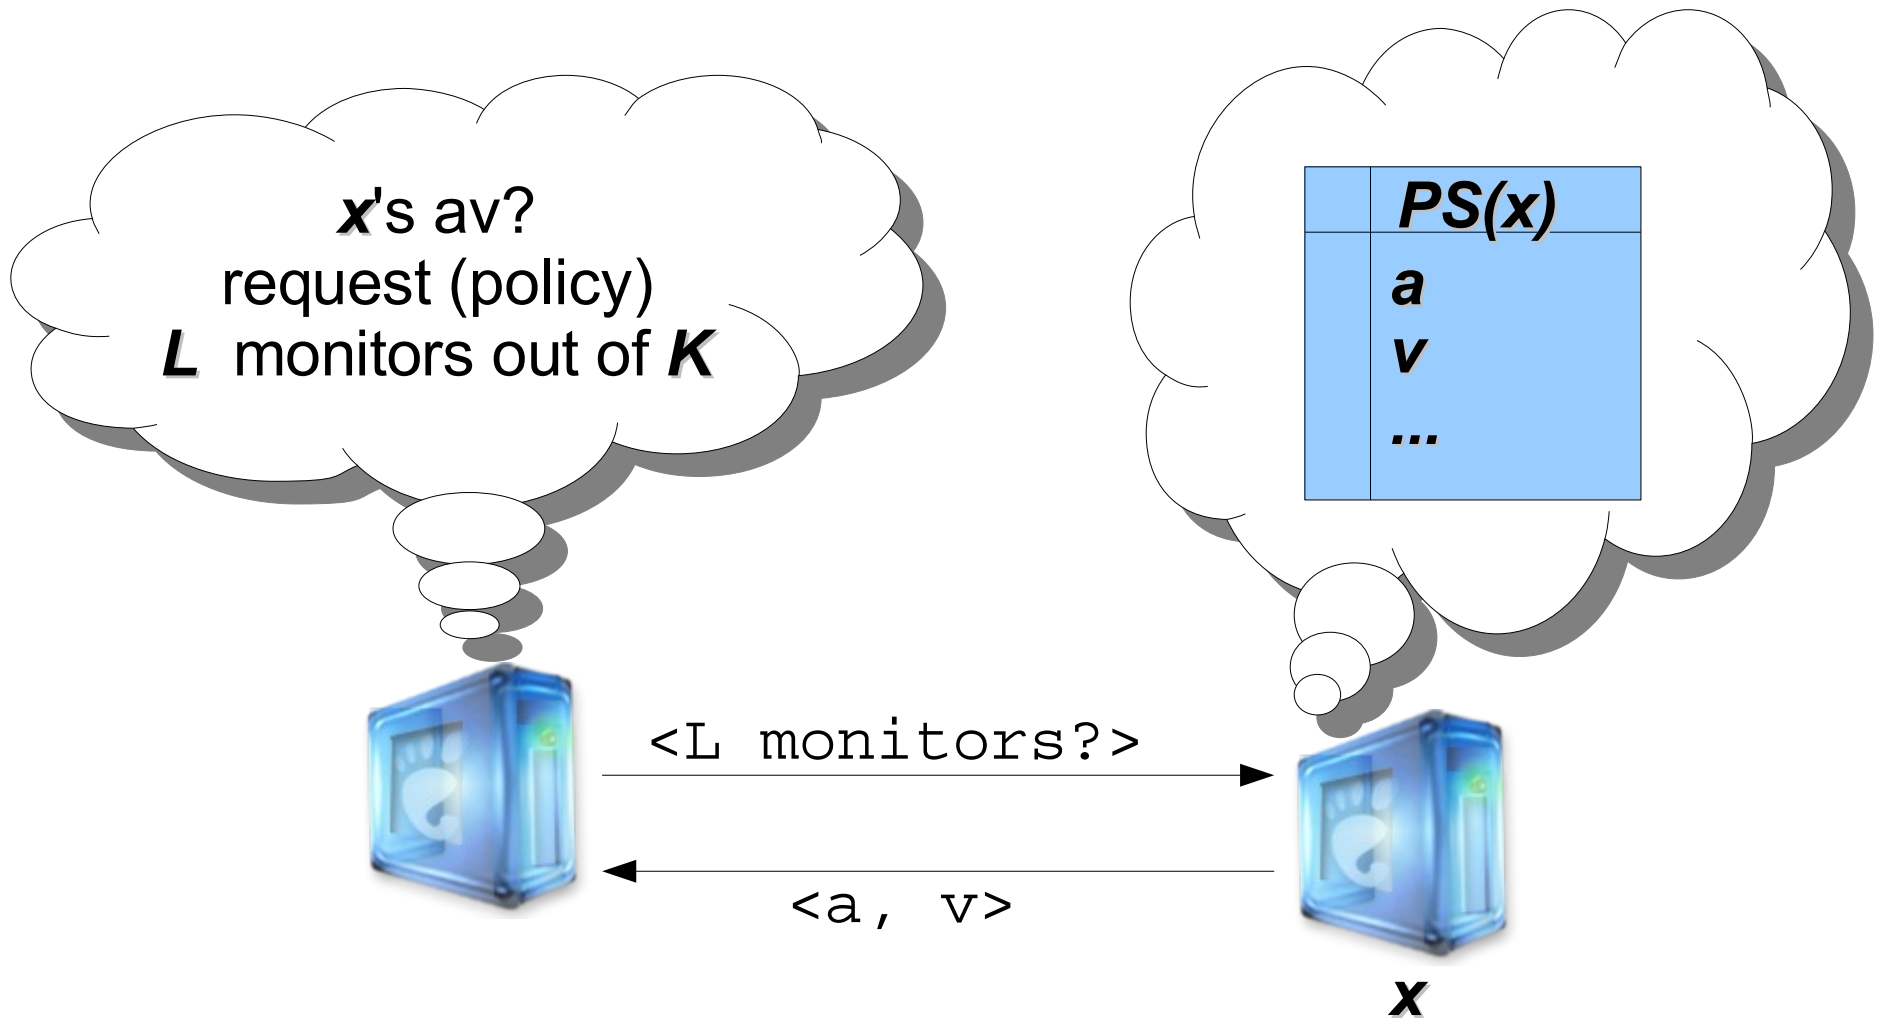 x's av?
request (policy)
L monitors out of K
PS(x)
a
v
...
<L monitors?>
<a, v>
x